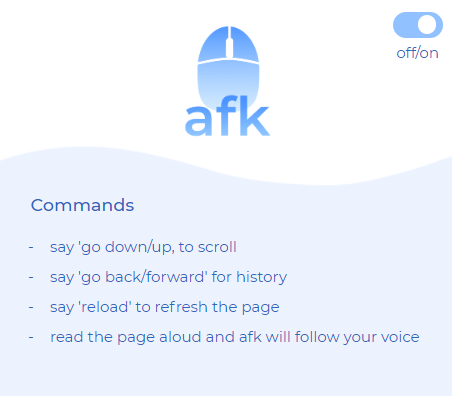 off/on
afk
Commands
- say 'go down/up, to scroll
- say 'go back/forward' for history
- say 'reload' to refresh the page
- read the page aloud and afk will follow your voice